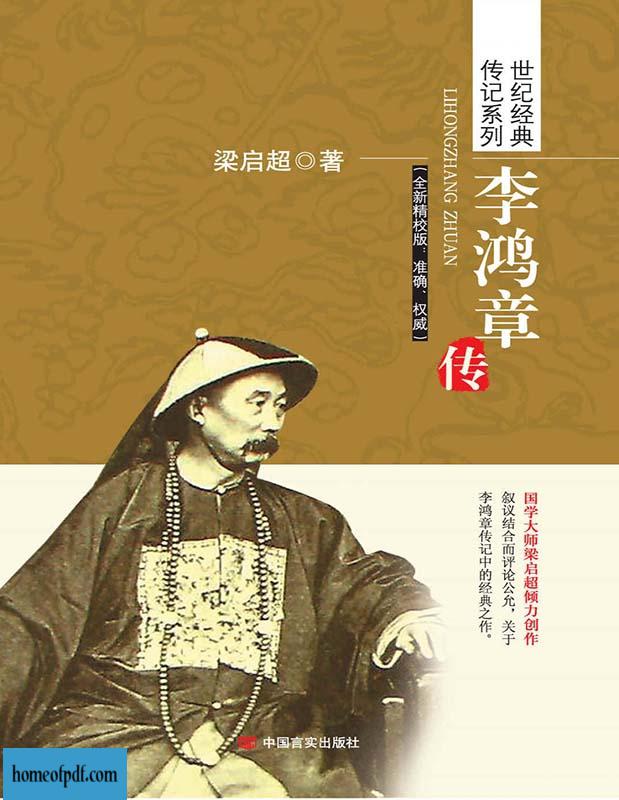 世纪经典
传记系列
LIHONGZHANG ZHUAN
李鸿章
传
梁启超◎著
(全新精校版：准确、权威)
国学大师梁启超倾力创作
叙议结合而评论公允，关于
李鸿章传记中的经典之作。
中国言实出版社
homeofpdf.com